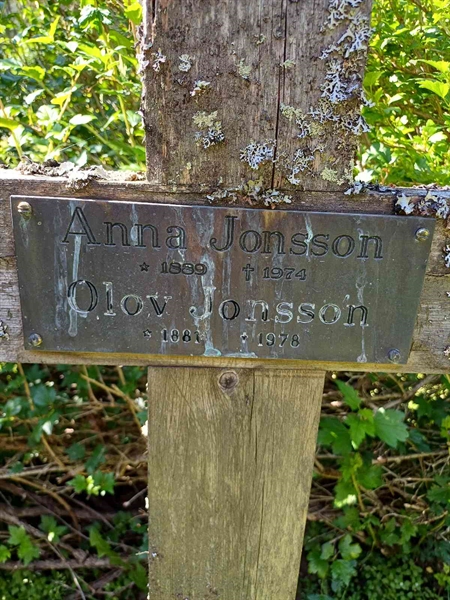 Anna Jonsson
* 1889 † 1974
Olov Jonsson
* 1881 † 1978